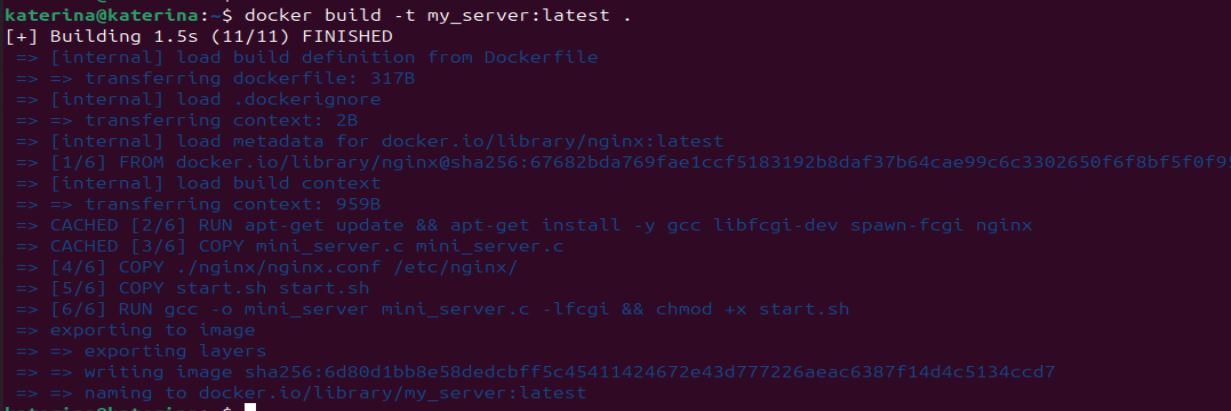 katerina@katerina:~$ docker build -t my_server:latest .
[+] Building 1.5s (11/11) FINISHED
=> [internal] load build definition from Dockerfile
=> => transferring dockerfile: 317B
=> [internal] load .dockerignore
=> => transferring context: 2B
=> [internal] load metadata for docker.io/library/nginx:latest
=> [1/6] FROM docker.io/library/nginx@sha256:67682bda769fae1ccf5183192b8daf37b64cae99c6c3302650f6f8bf5f0f95
=> [internal] load build context
=> => transferring context: 959B
=> CACHED [2/6] RUN apt-get update && apt-get install -y gcc libfcgi-dev spawn-fcgi nginx
=> CACHED [3/6] COPY mini_server.c mini_server.c
=> [4/6] COPY ./nginx/nginx.conf /etc/nginx/
=> [5/6] COPY start.sh start.sh
=> [6/6] RUN gcc -o mini_server mini_server.c -lfcgi && chmod +x start.sh
=> exporting to image
=> => exporting layers
=> => writing image sha256:6d80d1bb8e58dedcbff5c45411424672e43d777226aeac6387f14d4c5134ccd7
=> => naming to docker.io/library/my_server:latest